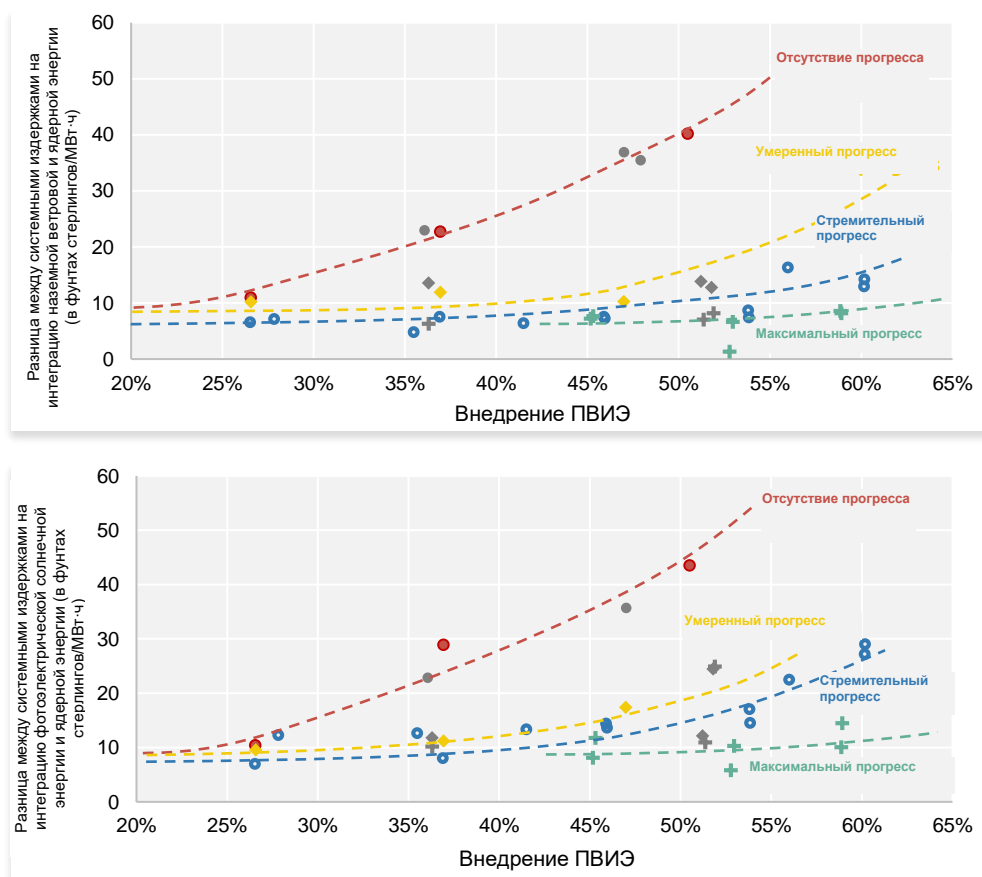 Разница между системными издержками на
интеграцию наземной ветровой и ядерной энергии
(в фунтах стерлингов/МВт·ч)
60
50
40
30
20
10
0
Отсутствие прогресса
Умеренный прогресс
Стремительный
прогресс
Максимальный прогресс
20% 25% 30% 35% 40% 45% 50% 55% 60% 65%
Внедрение ПВИЭ
Разница между системными издержками на
интеграцию фотоэлектрической солнечной
энергии и ядерной энергии (в фунтах
стерлингов/МВт·ч)
60
50
40
30
20
10
0
Отсутствие прогресса
Умеренный прогресс
Стремительный
прогресс
Максимальный прогресс
20% 25% 30% 35% 40% 45% 50% 55% 60% 65%
Внедрение ПВИЭ